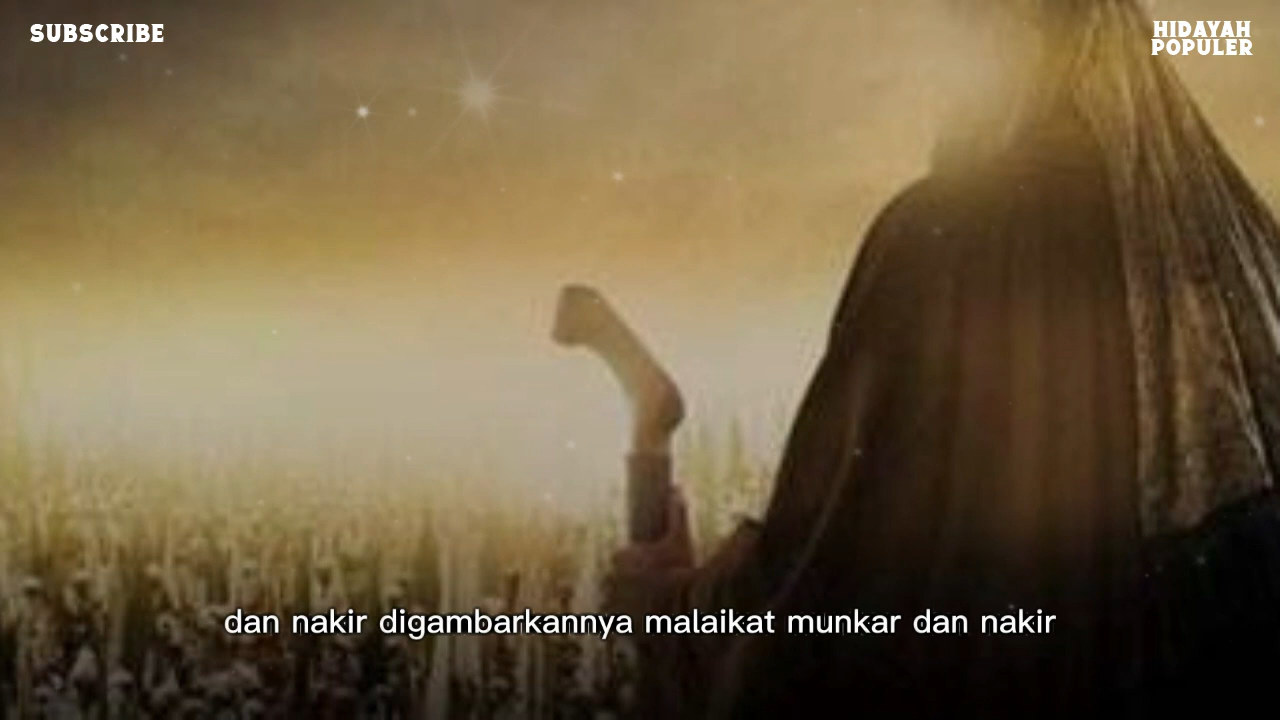 SUBSCRIBE
HIDAYAH
POPULER
dan nakir digambarkannya malaikat munkar dan nakir